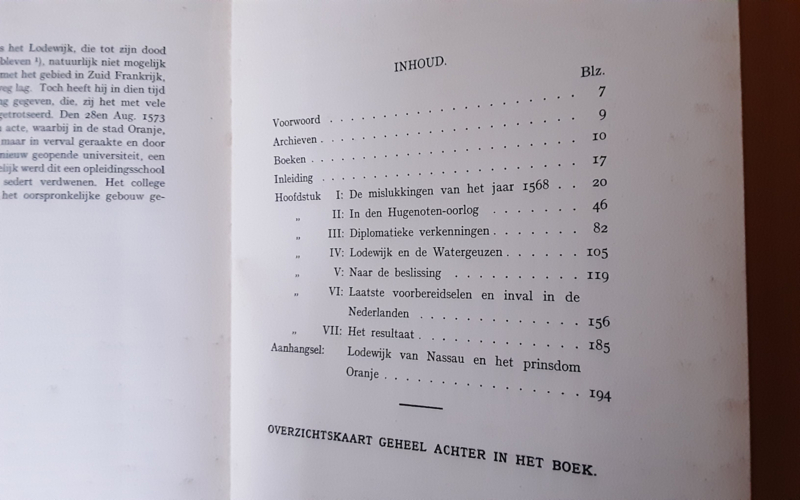 s het Lodewijk, die tot zijn dood
bleven ¹), natuurlijk niet mogelijk
met het gebied in Zuid Frankrijk,
weg lag. Toch heeft hij in dien tijd
ng gegeven, die, zij het met vele
getrotseerd. Den 28en Aug. 1573
n acte, waarbij in de stad Oranje,
maar in verval geraakte en door
nieuw geopende universiteit, een
elijk werd dit een opleidingsschool
sedert verdwenen. Het college
het oorspronkelijke gebouw ge-
INHOUD.
Blz.
Voorwoord . . . . . . . . . . . . . . . . 7
Archieven . . . . . . . . . . . . . . . . 9
Boeken . . . . . . . . . . . . . . . . . 10
Inleiding . . . . . . . . . . . . . . . . 17
Hoofdstuk I: De mislukkingen van het jaar 1568 . . 20
„ II: In den Hugenoten-oorlog . . . . . . . 46
„ III: Diplomatieke verkenningen . . . . . . . 82
„ IV: Lodewijk en de Watergeuzen . . . . . . 105
„ V: Naar de beslissing . . . . . . . . . . 119
„ VI: Laatste voorbereidselen en inval in de
Nederlanden . . . . . . . . . . . . . 156
„ VII: Het resultaat . . . . . . . . . . . . . 185
Aanhangsel: Lodewijk van Nassau en het prinsdom
Oranje . . . . . . . . . . . . . . . 194
OVERZICHTSKAART GEHEEL ACHTER IN HET BOEK.